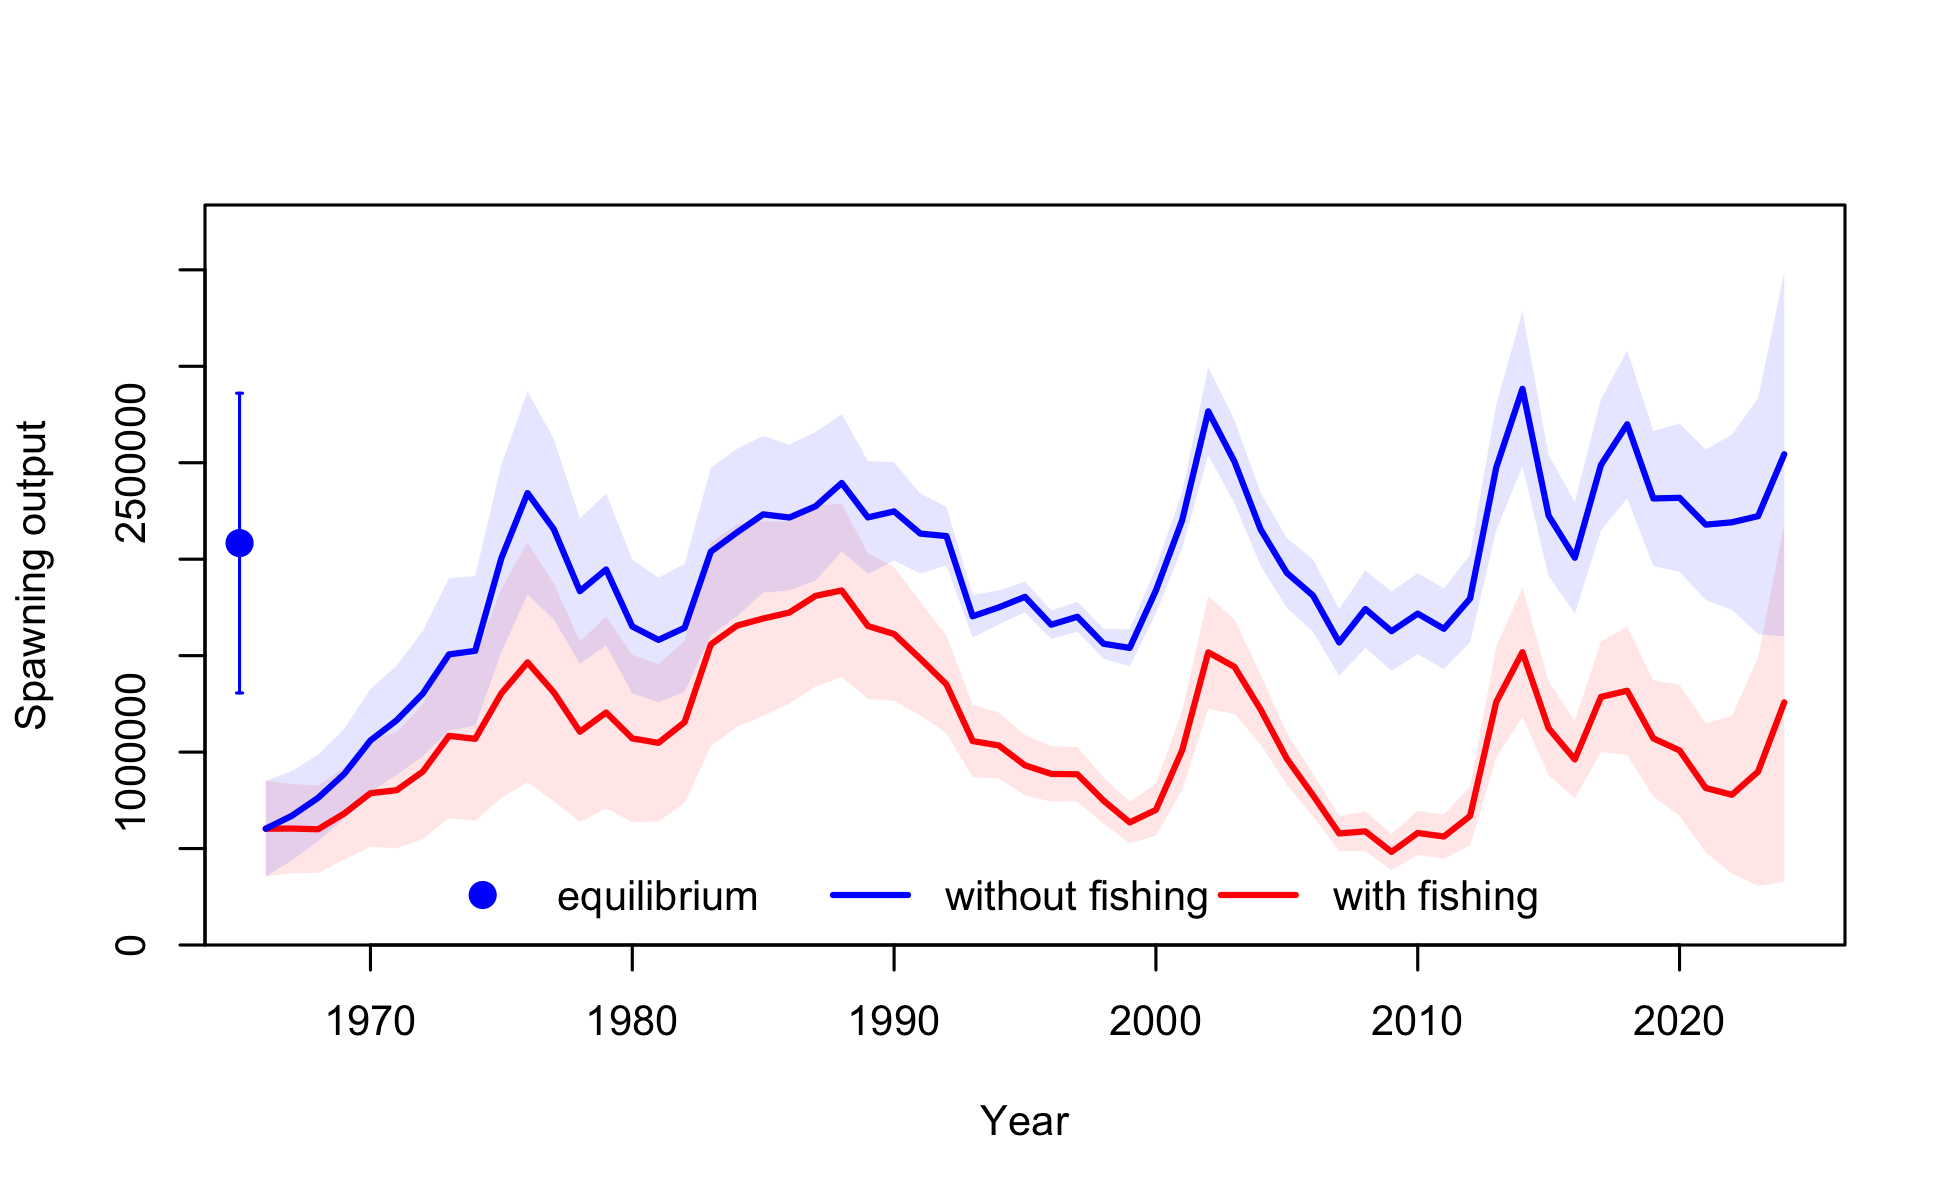 Spawning output
2500000
1000000
0
equilibrium without fishing with fishing
1970 1980 1990 2000 2010 2020
Year